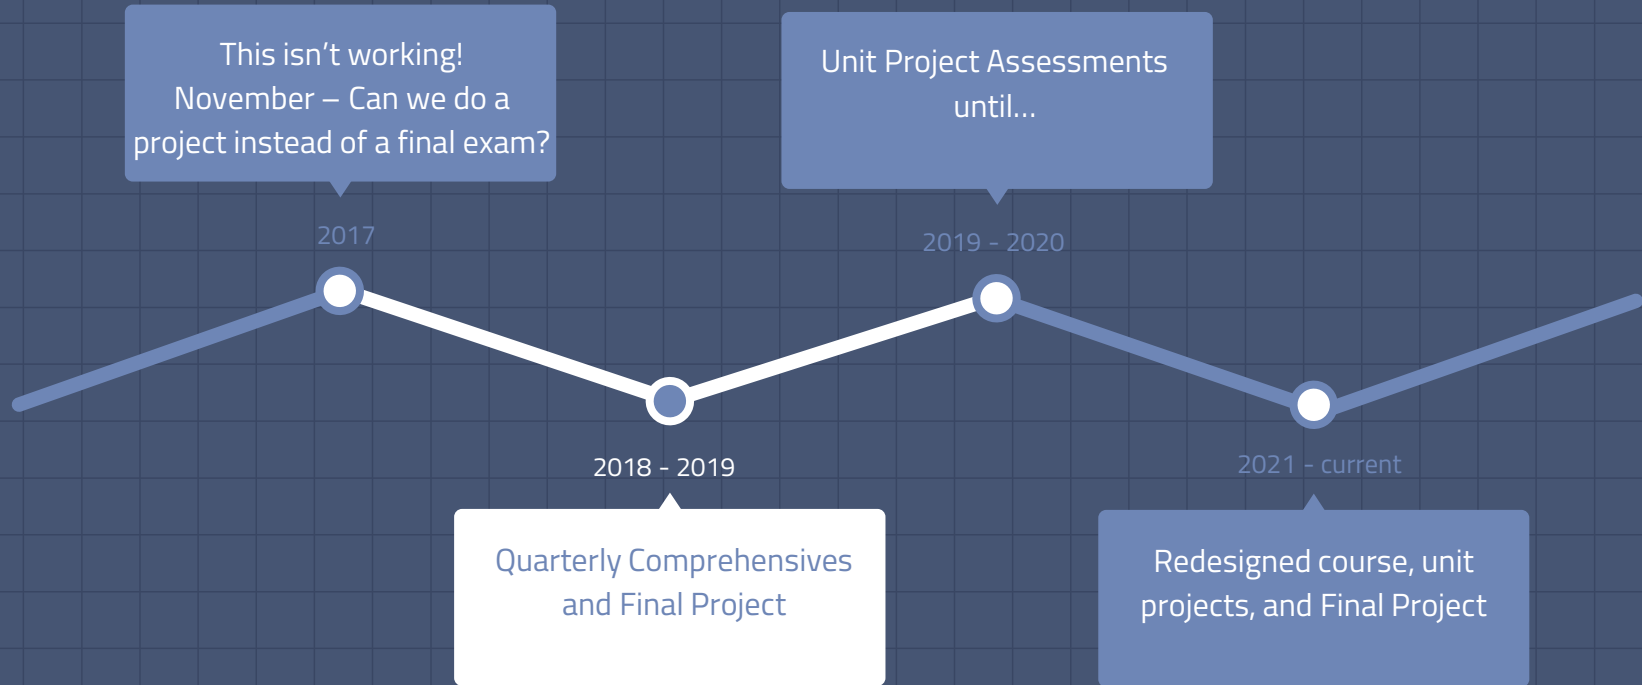 This isn’t working!
November – Can we do a
project instead of a final exam?
2017
2018 - 2019
Quarterly Comprehensives
and Final Project
Unit Project Assessments
until...
2019 - 2020
2021 - current
Redesigned course, unit
projects, and Final Project